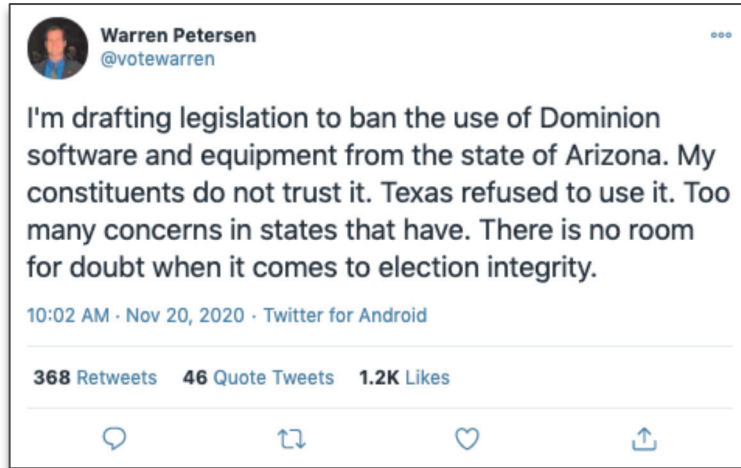 Warren Petersen
@votewarren
I'm drafting legislation to ban the use of Dominion
software and equipment from the state of Arizona. My
constituents do not trust it. Texas refused to use it. Too
many concerns in states that have. There is no room
for doubt when it comes to election integrity.
10:02 AM · Nov 20, 2020 · Twitter for Android
368 Retweets 46 Quote Tweets 1.2K Likes